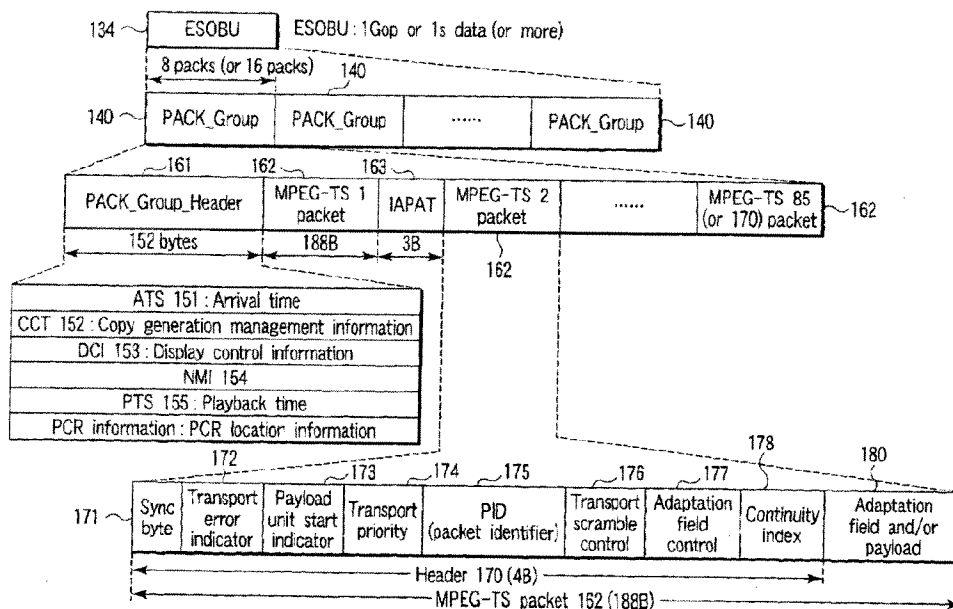 134 ESOBU ESOBU : 1Gop or 1s data (or more)
8 packs (or 16 packs)
140
140 PACK_Group PACK_Group ...... PACK_Group 140
161 162 163
PACK_Group_Header MPEG-TS 1 packet IAPAT MPEG-TS 2 packet ...... MPEG-TS 85 (or 170) packet 162
152 bytes 188B 3B 162
ATS 151 : Arrival time
CCT 152 : Copy generation management information
DCI 153 : Display control information
NMI 154
PTS 155 : Playback time
PCR information : PCR location information
172 173 174 175 176 177 178 180
171 Sync byte Transport error indicator Payload unit start indicator Transport priority PID (packet identifier) Transport scramble control Adaptation field control Continuity index Adaptation field and/or payload
Header 170 (4B)
MPEG-TS packet 162 (188B)